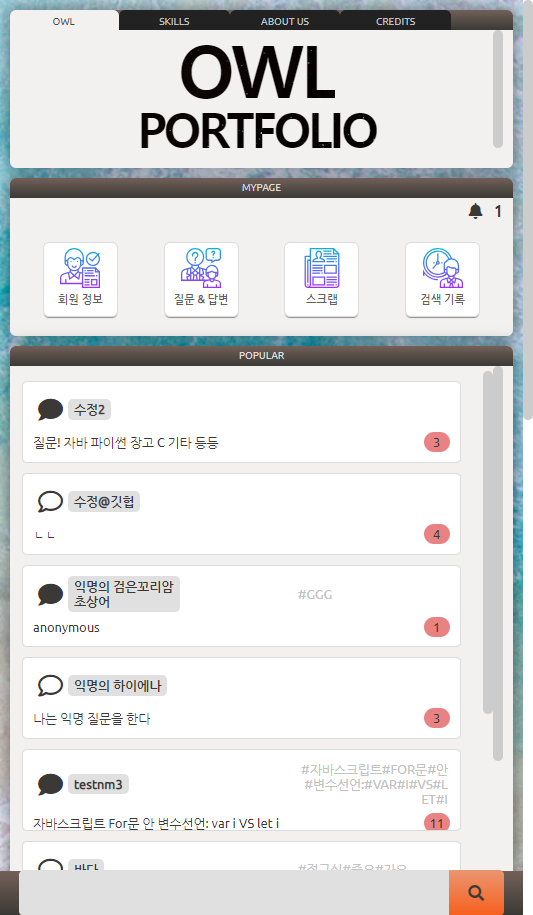 OWL SKILLS ABOUT US CREDITS
OWL
PORTFOLIO
MYPAGE
1
회원 정보 질문 & 답변 스크랩 검색 기록
POPULAR
수정2
질문! 자바 파이썬 장고 C 기타 등등 3
수정@깃헙
ㄴㄴ 4
익명의 검은꼬리암
초상어
#GGG
anonymous 1
익명의 하이에나
나는 익명 질문을 한다 3
#자바스크립트#FOR문#안
#변수선언:#VAR#I#VS#L
ET#I
testnm3
자바스크립트 For문 안 변수선언: var i VS let i 11
바다